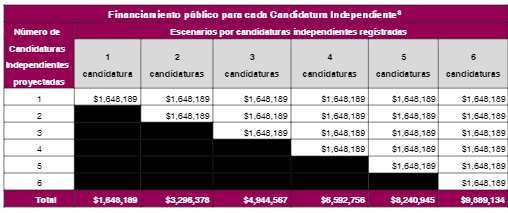 Financiamiento público para cada Candidatura Independiente⁶
Número de Candidaturas Independientes proyectadas
Escenarios por candidaturas independientes registradas
1 candidatura 2 candidaturas 3 candidaturas 4 candidaturas 5 candidaturas 6 candidaturas
1 $1,648,189 $1,648,189 $1,648,189 $1,648,189 $1,648,189 $1,648,189
2 $1,648,189 $1,648,189 $1,648,189 $1,648,189 $1,648,189
3 $1,648,189 $1,648,189 $1,648,189 $1,648,189
4 $1,648,189 $1,648,189 $1,648,189
5 $1,648,189 $1,648,189
6 $1,648,189
Total $1,648,189 $3,296,378 $4,944,567 $6,592,756 $8,240,945 $9,889,134